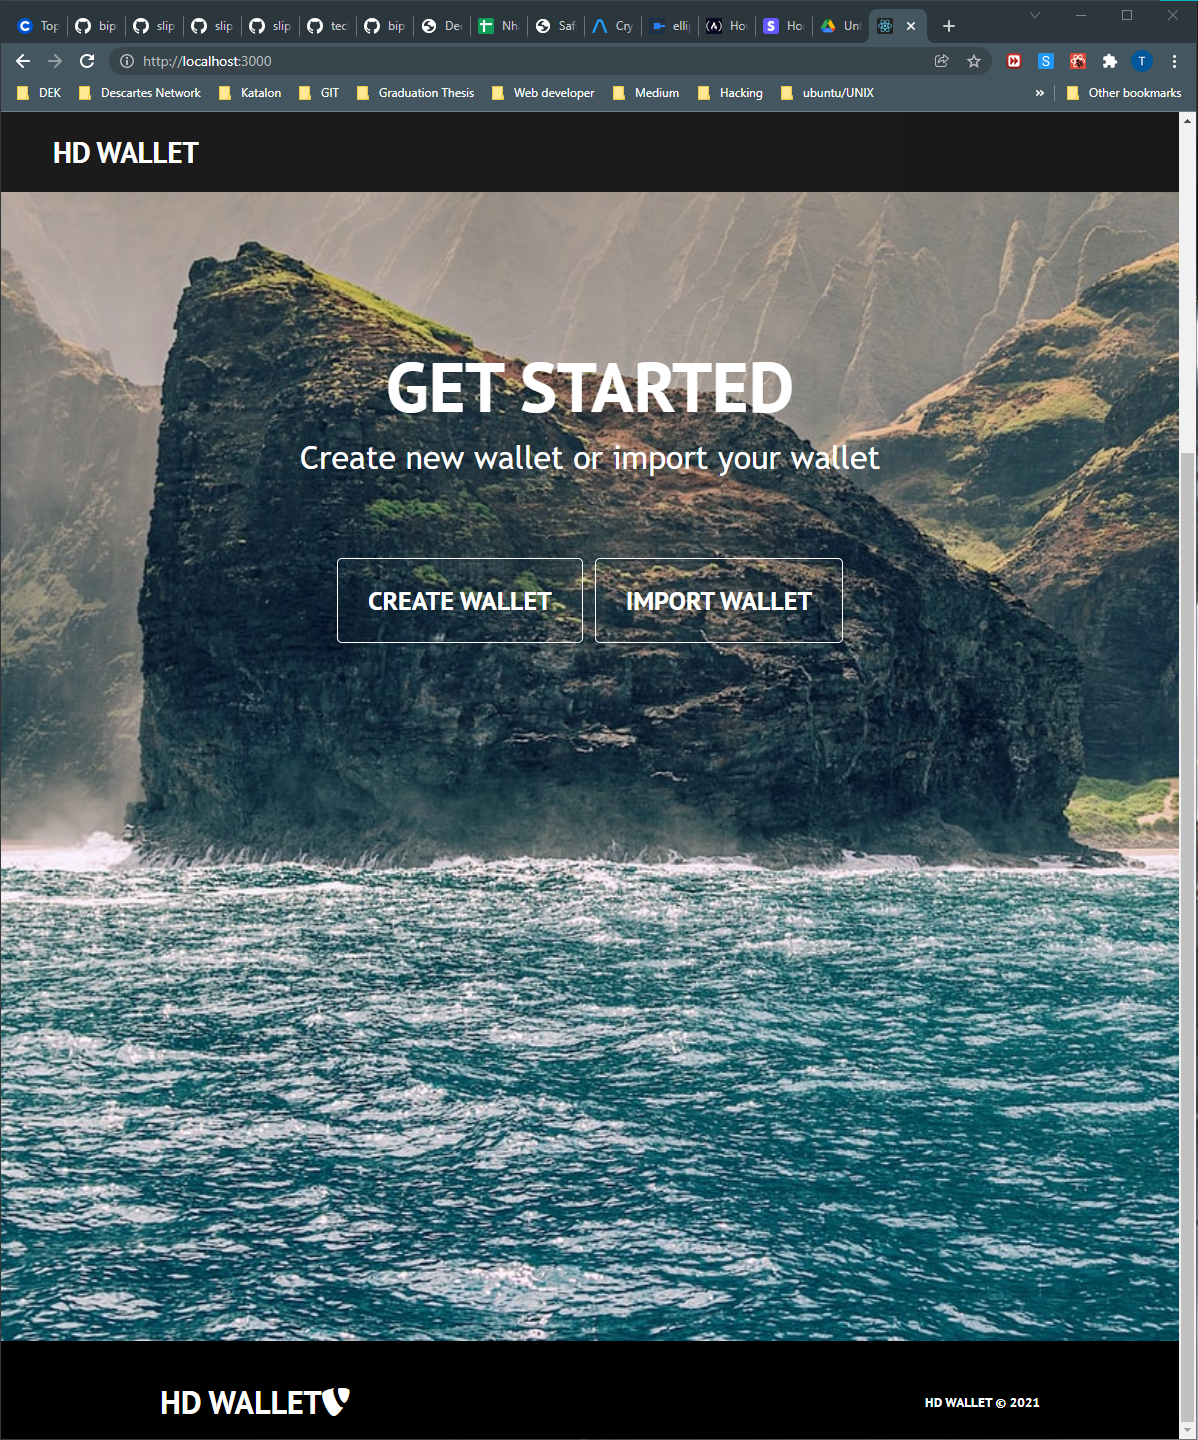 Top
bip
slip
slip
slip
tec
bip
De
Nh
Saf
Cry
elli
Ho
Ho
Unt
http://localhost:3000
S
T
DEK
Descartes Network
Katalon
GIT
Graduation Thesis
Web developer
Medium
Hacking
ubuntu/UNIX
»
Other bookmarks
HD WALLET
GET STARTED
Create new wallet or import your wallet
CREATE WALLET
IMPORT WALLET
HD WALLET
HD WALLET © 2021